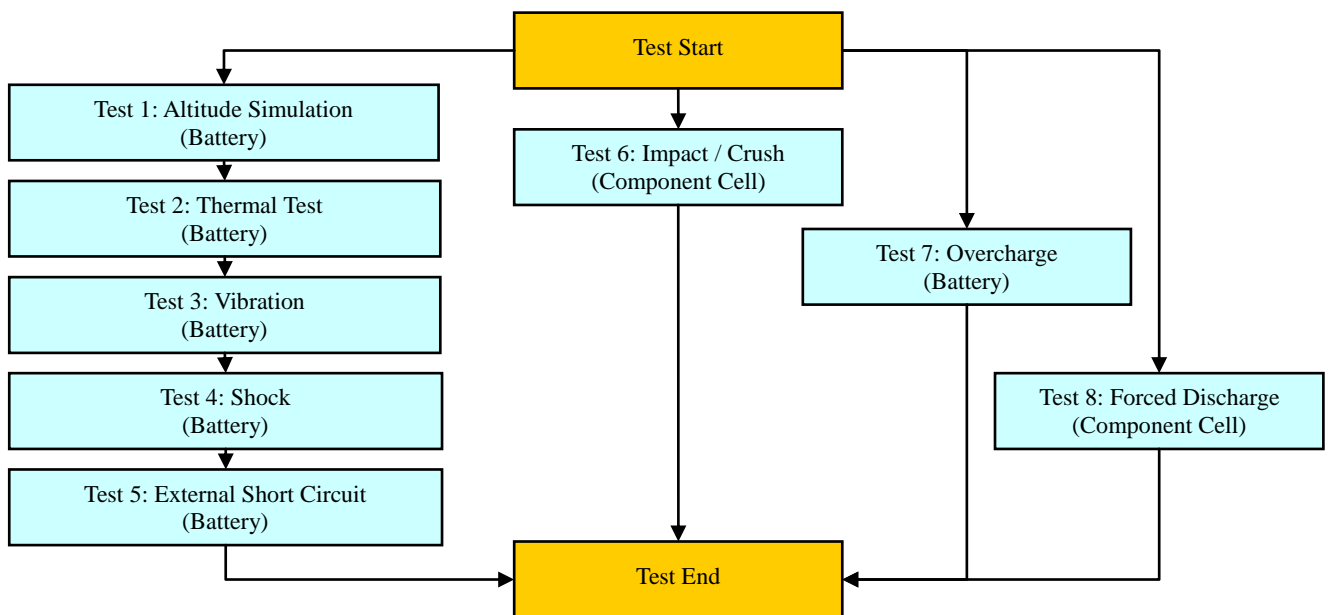 Test Start
Test 1: Altitude Simulation
(Battery)
Test 2: Thermal Test
(Battery)
Test 3: Vibration
(Battery)
Test 4: Shock
(Battery)
Test 5: External Short Circuit
(Battery)
Test 6: Impact / Crush
(Component Cell)
Test 7: Overcharge
(Battery)
Test 8: Forced Discharge
(Component Cell)
Test End